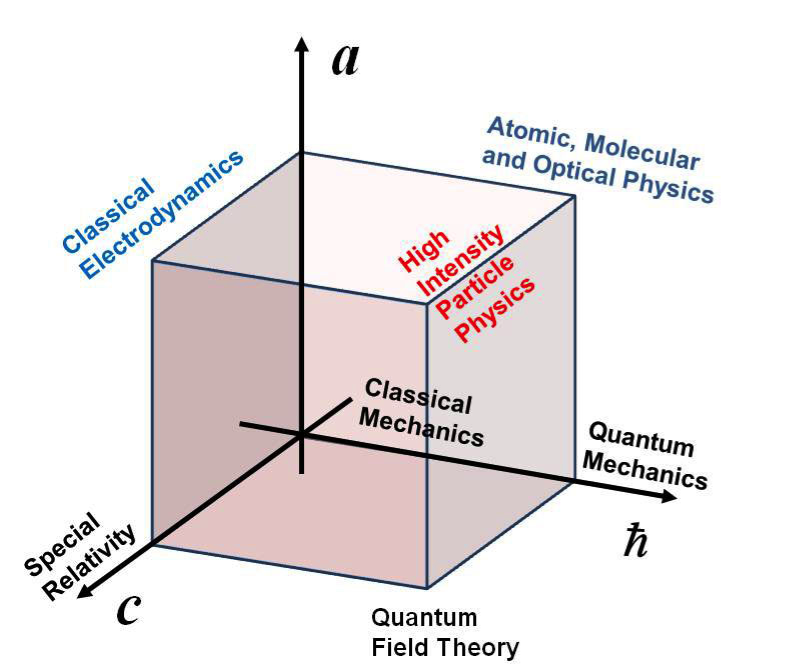 a
Atomic, Molecular
and Optical Physics
Classical
Electrodynamics
High
Intensity
Particle
Physics
Classical
Mechanics
Quantum
Mechanics
ħ
Special
Relativity
c
Quantum
Field Theory